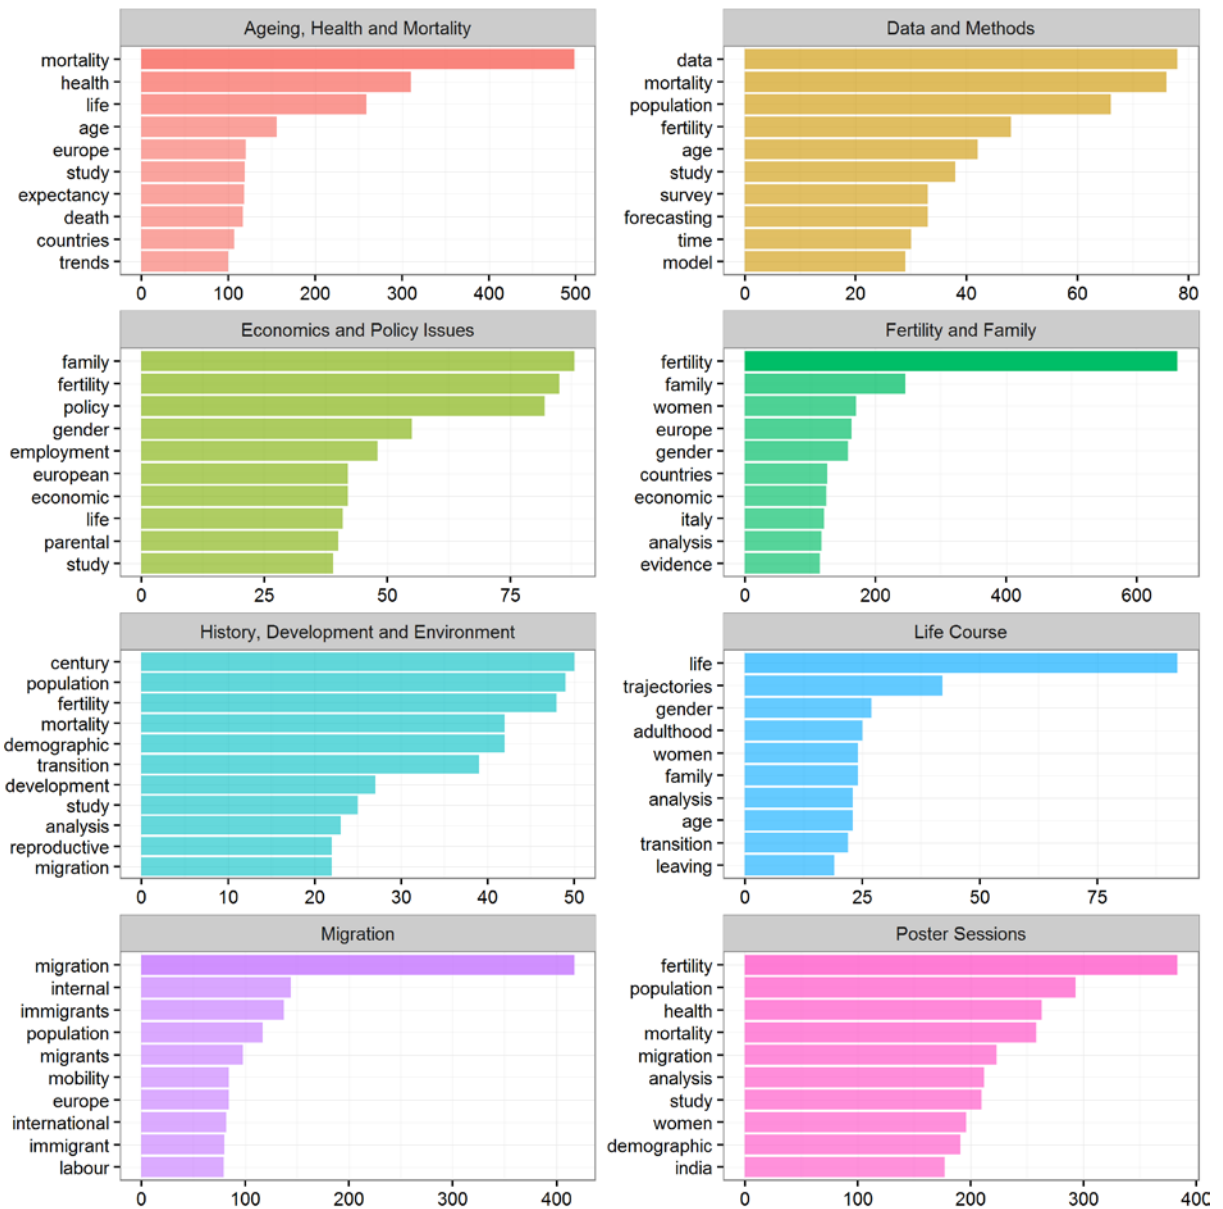 Ageing, Health and Mortality
mortality
health
life
age
europe
study
expectancy
death
countries
trends
0 100 200 300 400 500
Data and Methods
data
mortality
population
fertility
age
study
survey
forecasting
time
model
0 20 40 60 80
Economics and Policy Issues
family
fertility
policy
gender
employment
european
economic
life
parental
study
0 25 50 75
Fertility and Family
fertility
family
women
europe
gender
countries
economic
italy
analysis
evidence
0 200 400 600
History, Development and Environment
century
population
fertility
mortality
demographic
transition
development
study
analysis
reproductive
migration
0 10 20 30 40 50
Life Course
life
trajectories
gender
adulthood
women
family
analysis
age
transition
leaving
0 25 50 75
Migration
migration
internal
immigrants
population
migrants
mobility
europe
international
immigrant
labour
0 100 200 300 400
Poster Sessions
fertility
population
health
mortality
migration
analysis
study
women
demographic
india
0 100 200 300 400